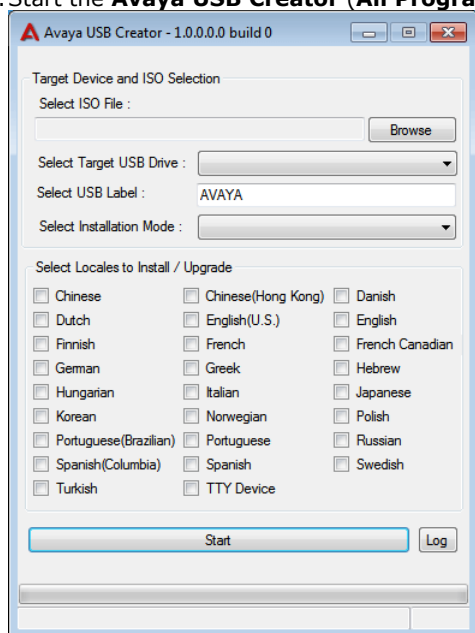 . Start the Avaya USB Creator (All Progra
Avaya USB Creator - 1.0.0.0.0 build 0
Target Device and ISO Selection
Select ISO File :
Browse
Select Target USB Drive :
Select USB Label : AVAYA
Select Installation Mode :
Select Locales to Install / Upgrade
Chinese Chinese(Hong Kong) Danish
Dutch English(U.S.) English
Finnish French French Canadian
German Greek Hebrew
Hungarian Italian Japanese
Korean Norwegian Polish
Portuguese(Brazilian) Portuguese Russian
Spanish(Columbia) Spanish Swedish
Turkish TTY Device
Start Log